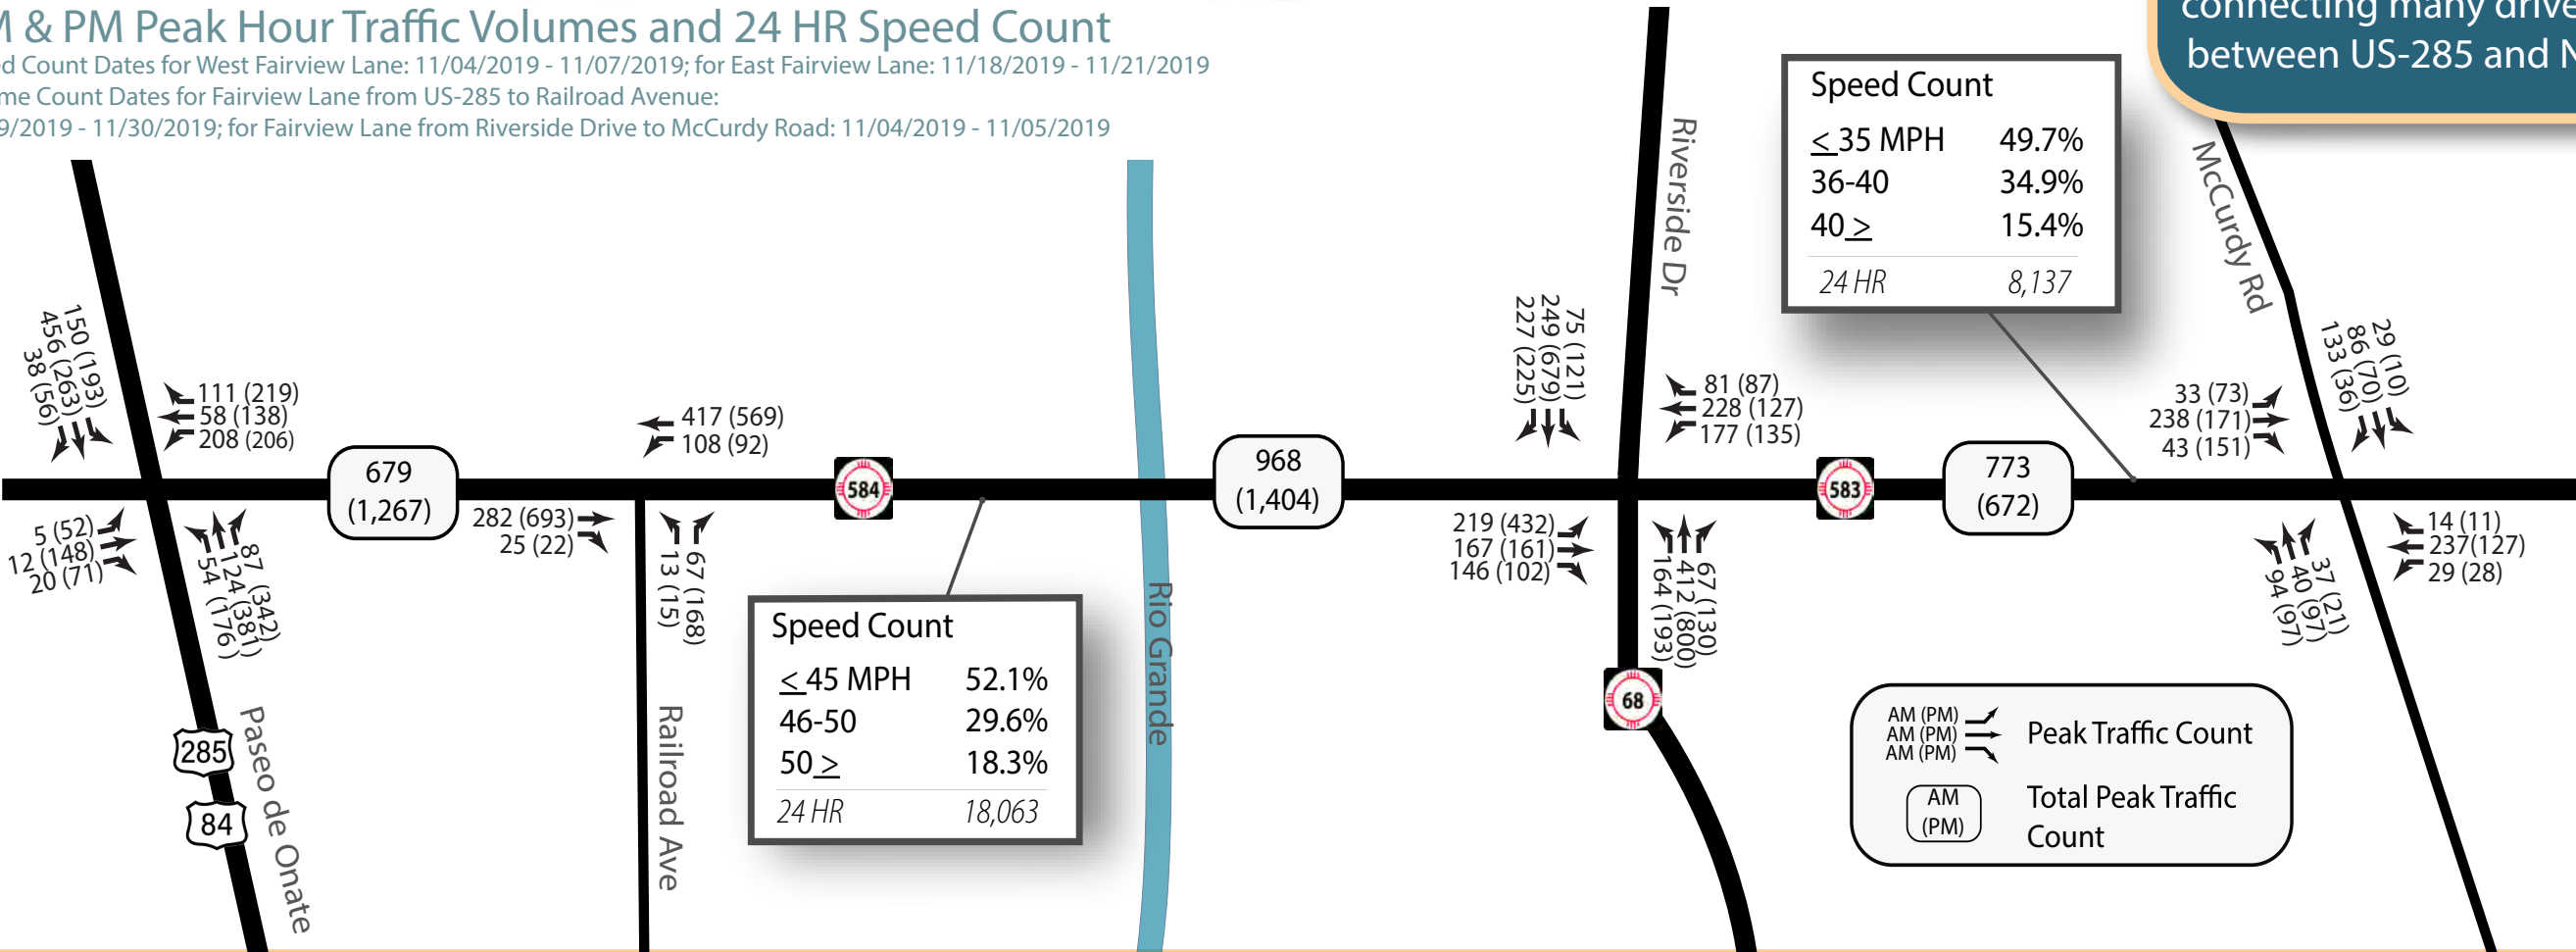 M & PM Peak Hour Traffic Volumes and 24 HR Speed Count
d Count Dates for West Fairview Lane: 11/04/2019 - 11/07/2019; for East Fairview Lane: 11/18/2019 - 11/21/2019
me Count Dates for Fairview Lane from US-285 to Railroad Avenue:
9/2019 - 11/30/2019; for Fairview Lane from Riverside Drive to McCurdy Road: 11/04/2019 - 11/05/2019
connecting many drive
between US-285 and N
150 (193)
456 (263)
38 (56)
111 (219)
58 (138)
208 (206)
5 (52)
12 (148)
20 (71)
54 (176)
124 (381)
87 (342)
285
84
Paseo de Onate
679
(1,267)
417 (569)
108 (92)
282 (693)
25 (22)
13 (15)
67 (168)
Railroad Ave
584
Speed Count
< 45 MPH 52.1%
46-50 29.6%
50 > 18.3%
24 HR 18,063
Rio Grande
968
(1,404)
75 (121)
249 (679)
227 (225)
Riverside Dr
81 (87)
228 (127)
177 (135)
219 (432)
167 (161)
146 (102)
164 (193)
412 (800)
67 (130)
68
Speed Count
< 35 MPH 49.7%
36-40 34.9%
40 > 15.4%
24 HR 8,137
583
773
(672)
McCurdy Rd
33 (73)
238 (171)
43 (151)
29 (10)
86 (70)
133 (36)
14 (11)
237(127)
29 (28)
94 (97)
40 (97)
37 (21)
AM (PM)
AM (PM)
AM (PM)
Peak Traffic Count
AM
(PM)
Total Peak Traffic
Count